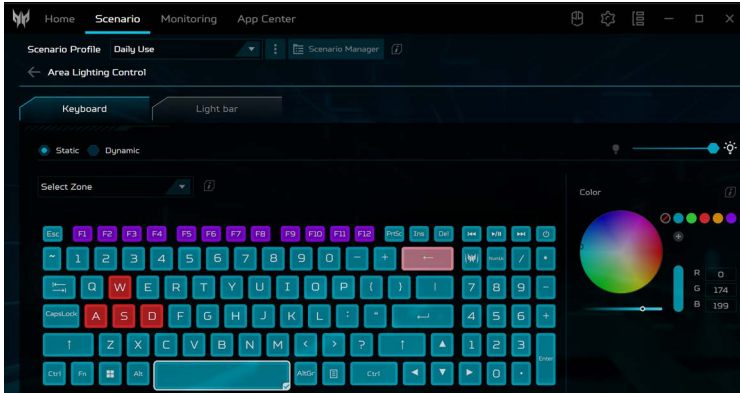 Home Scenario Monitoring App Center
Scenario Profile Daily Use Scenario Manager
Area Lighting Control
Keyboard Light bar
Static Dynamic
Select Zone
Color
Esc F1 F2 F3 F4 F5 F6 F7 F8 F9 F10 F11 F12 PrtSc Ins Del
~ 1 2 3 4 5 6 7 8 9 0 - + NumLk / *
Q W E R T Y U I O P { } | 7 8 9 -
CapsLock A S D F G H J K L : " 4 5 6 +
Z X C V B N M < > ? 1 2 3
Enter
Ctrl Fn Alt AltGr Ctrl 0 .
R 0
G 174
B 199